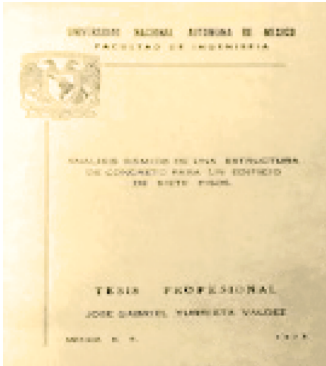 UNIVERSIDAD NACIONAL AUTONOMA DE MEXICO
FACULTAD DE INGENIERIA
ANALISIS SISMICO DE UNA ESTRUCTURA
DE CONCRETO PARA UN EDIFICIO
DE SIETE PISOS.
TESIS PROFESIONAL
JOSE GABRIEL YURRIETA VALDEZ
MEXICO D. F.